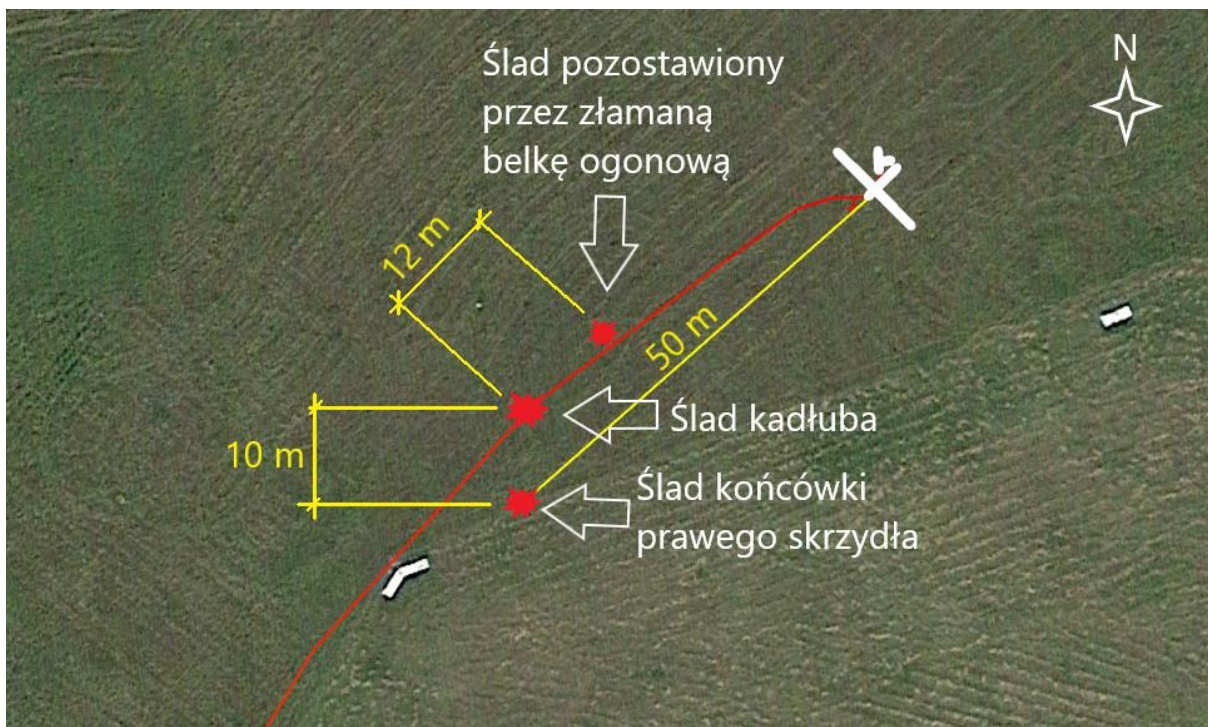 Ślad pozostawiony
przez złamaną
belkę ogonową
N
12 m
50 m
Ślad kadłuba
10 m
Ślad końcówki
prawego skrzydła